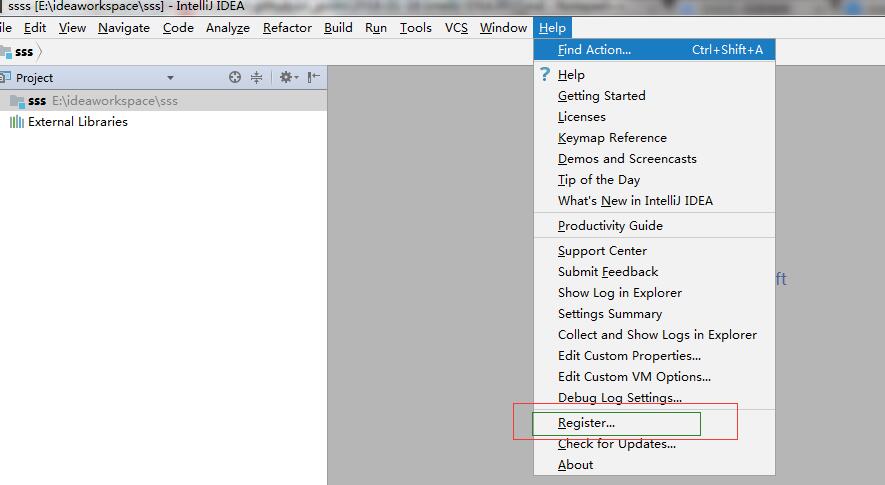 ssss [E:\ideaworkspace\sss] - IntelliJ IDEA
ile Edit View Navigate Code Analyze Refactor Build Run Tools VCS Window Help
sss
Project
sss E:\ideaworkspace\sss
External Libraries
Find Action... Ctrl+Shift+A
? Help
Getting Started
Licenses
Keymap Reference
Demos and Screencasts
Tip of the Day
What's New in IntelliJ IDEA
Productivity Guide
Support Center
Submit Feedback
ft
Show Log in Explorer
Settings Summary
Collect and Show Logs in Explorer
Edit Custom Properties...
Edit Custom VM Options...
Debug Log Settings...
Register...
Check for Updates...
About